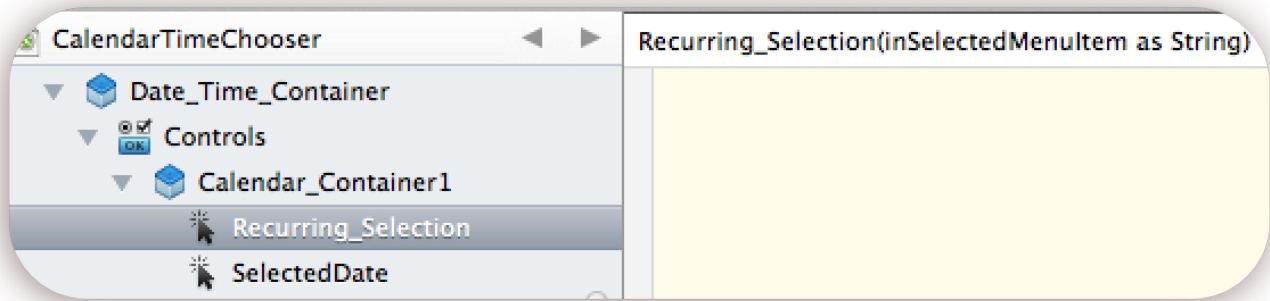 CalendarTimeChooser
Recurring_Selection(inSelectedMenuItem as String)
Date_Time_Container
OK
Controls
Calendar_Container1
Recurring_Selection
SelectedDate